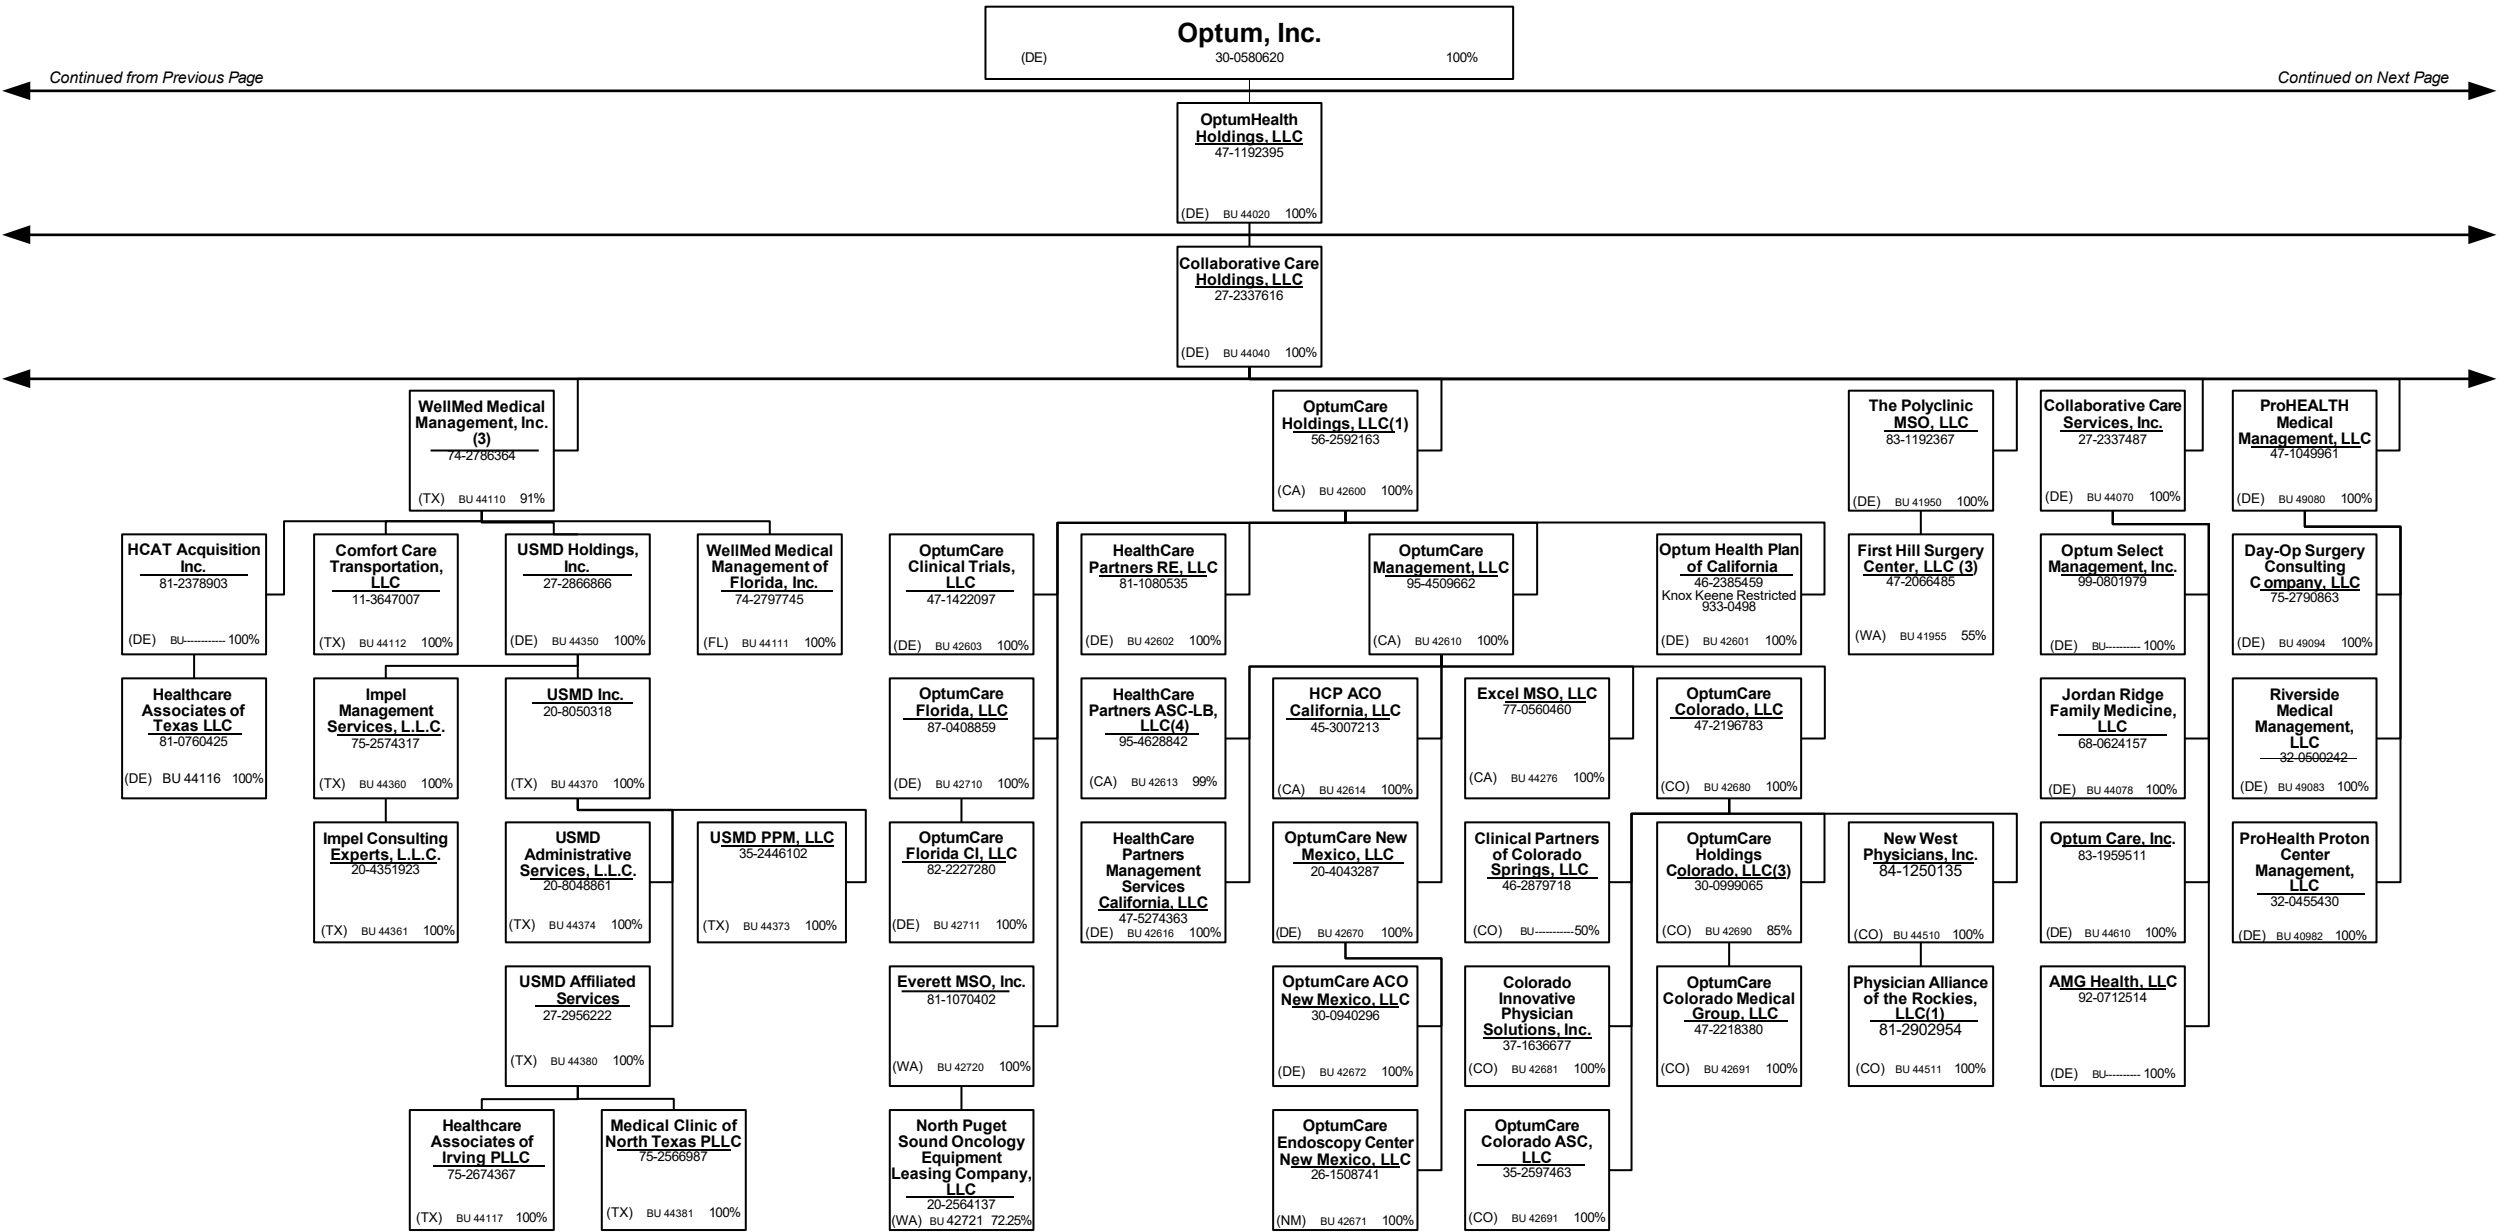 Optum, Inc.
(DE) 30-0580620 100%
Continued from Previous Page
Continued on Next Page
OptumHealth
Holdings, LLC
47-1192395
(DE) BU 44020 100%
Collaborative Care
Holdings, LLC
27-2337616
(DE) BU 44040 100%
WellMed Medical
Management, Inc.
(3)
74-2786364
(TX) BU 44110 91%
OptumCare
Holdings, LLC(1)
56-2592163
(CA) BU 42600 100%
The Polyclinic
MSO, LLC
83-1192367
(DE) BU 41950 100%
Collaborative Care
Services, Inc.
27-2337487
(DE) BU 44070 100%
ProHEALTH
Medical
Management, LLC
47-1049961
(DE) BU 49080 100%
HCAT Acquisition
Inc.
81-2378903
(DE) BU------------ 100%
Comfort Care
Transportation,
LLC
11-3647007
(TX) BU 44112 100%
USMD Holdings,
Inc.
27-2866866
(DE) BU 44350 100%
WellMed Medical
Management of
Florida, Inc.
74-2797745
(FL) BU 44111 100%
OptumCare
Clinical Trials,
LLC
47-1422097
(DE) BU 42603 100%
HealthCare
Partners RE, LLC
81-1080535
(DE) BU 42602 100%
OptumCare
Management, LLC
95-4509662
(CA) BU 42610 100%
Optum Health Plan
of California
46-2385459
Knox Keene Restricted
933-0498
(DE) BU 42601 100%
First Hill Surgery
Center, LLC (3)
47-2066485
(WA) BU 41955 55%
Optum Select
Management, Inc.
99-0801979
(DE) BU---------- 100%
Day-Op Surgery
Consulting
Company, LLC
75-2790863
(DE) BU 49094 100%
Healthcare
Associates of
Texas LLC
81-0760425
(DE) BU 44116 100%
Impel
Management
Services, L.L.C.
75-2574317
(TX) BU 44360 100%
USMD Inc.
20-8050318
(TX) BU 44370 100%
OptumCare
Florida, LLC
87-0408859
(DE) BU 42710 100%
HealthCare
Partners ASC-LB,
LLC(4)
95-4628842
(CA) BU 42613 99%
HCP ACO
California, LLC
45-3007213
(CA) BU 42614 100%
Excel MSO, LLC
77-0560460
(CA) BU 44276 100%
OptumCare
Colorado, LLC
47-2196783
(CO) BU 42680 100%
Jordan Ridge
Family Medicine,
LLC
68-0624157
(DE) BU 44078 100%
Riverside
Medical
Management,
LLC
32-0500242
(DE) BU 49083 100%
Impel Consulting
Experts, L.L.C.
20-4351923
(TX) BU 44361 100%
USMD
Administrative
Services, L.L.C.
20-8048861
(TX) BU 44374 100%
USMD PPM, LLC
35-2446102
(TX) BU 44373 100%
OptumCare
Florida CI, LLC
82-2227280
(DE) BU 42711 100%
HealthCare
Partners
Management
Services
California, LLC
47-5274363
(DE) BU 42616 100%
OptumCare New
Mexico, LLC
20-4043287
(DE) BU 42670 100%
Clinical Partners
of Colorado
Springs, LLC
46-2879718
(CO) BU-----------50%
OptumCare
Holdings
Colorado, LLC(3)
30-0999065
(CO) BU 42690 85%
New West
Physicians, Inc.
84-1250135
(CO) BU 44510 100%
Optum Care, Inc.
83-1959511
(DE) BU 44610 100%
ProHealth Proton
Center
Management,
LLC
32-0455430
(DE) BU 40982 100%
USMD Affiliated
Services
27-2956222
(TX) BU 44380 100%
Everett MSO, Inc.
81-1070402
(WA) BU 42720 100%
OptumCare ACO
New Mexico, LLC
30-0940296
(DE) BU 42672 100%
Colorado
Innovative
Physician
Solutions, Inc.
37-1636677
(CO) BU 42681 100%
OptumCare
Colorado Medical
Group, LLC
47-2218380
(CO) BU 42691 100%
Physician Alliance
of the Rockies,
LLC(1)
81-2902954
(CO) BU 44511 100%
AMG Health, LLC
92-0712514
(DE) BU---------- 100%
Healthcare
Associates of
Irving PLLC
75-2674367
(TX) BU 44117 100%
Medical Clinic of
North Texas PLLC
75-2566987
(TX) BU 44381 100%
North Puget
Sound Oncology
Equipment
Leasing Company,
LLC
20-2564137
(WA) BU 42721 72.25%
OptumCare
Endoscopy Center
New Mexico, LLC
26-1508741
(NM) BU 42671 100%
OptumCare
Colorado ASC,
LLC
35-2597463
(CO) BU 42691 100%